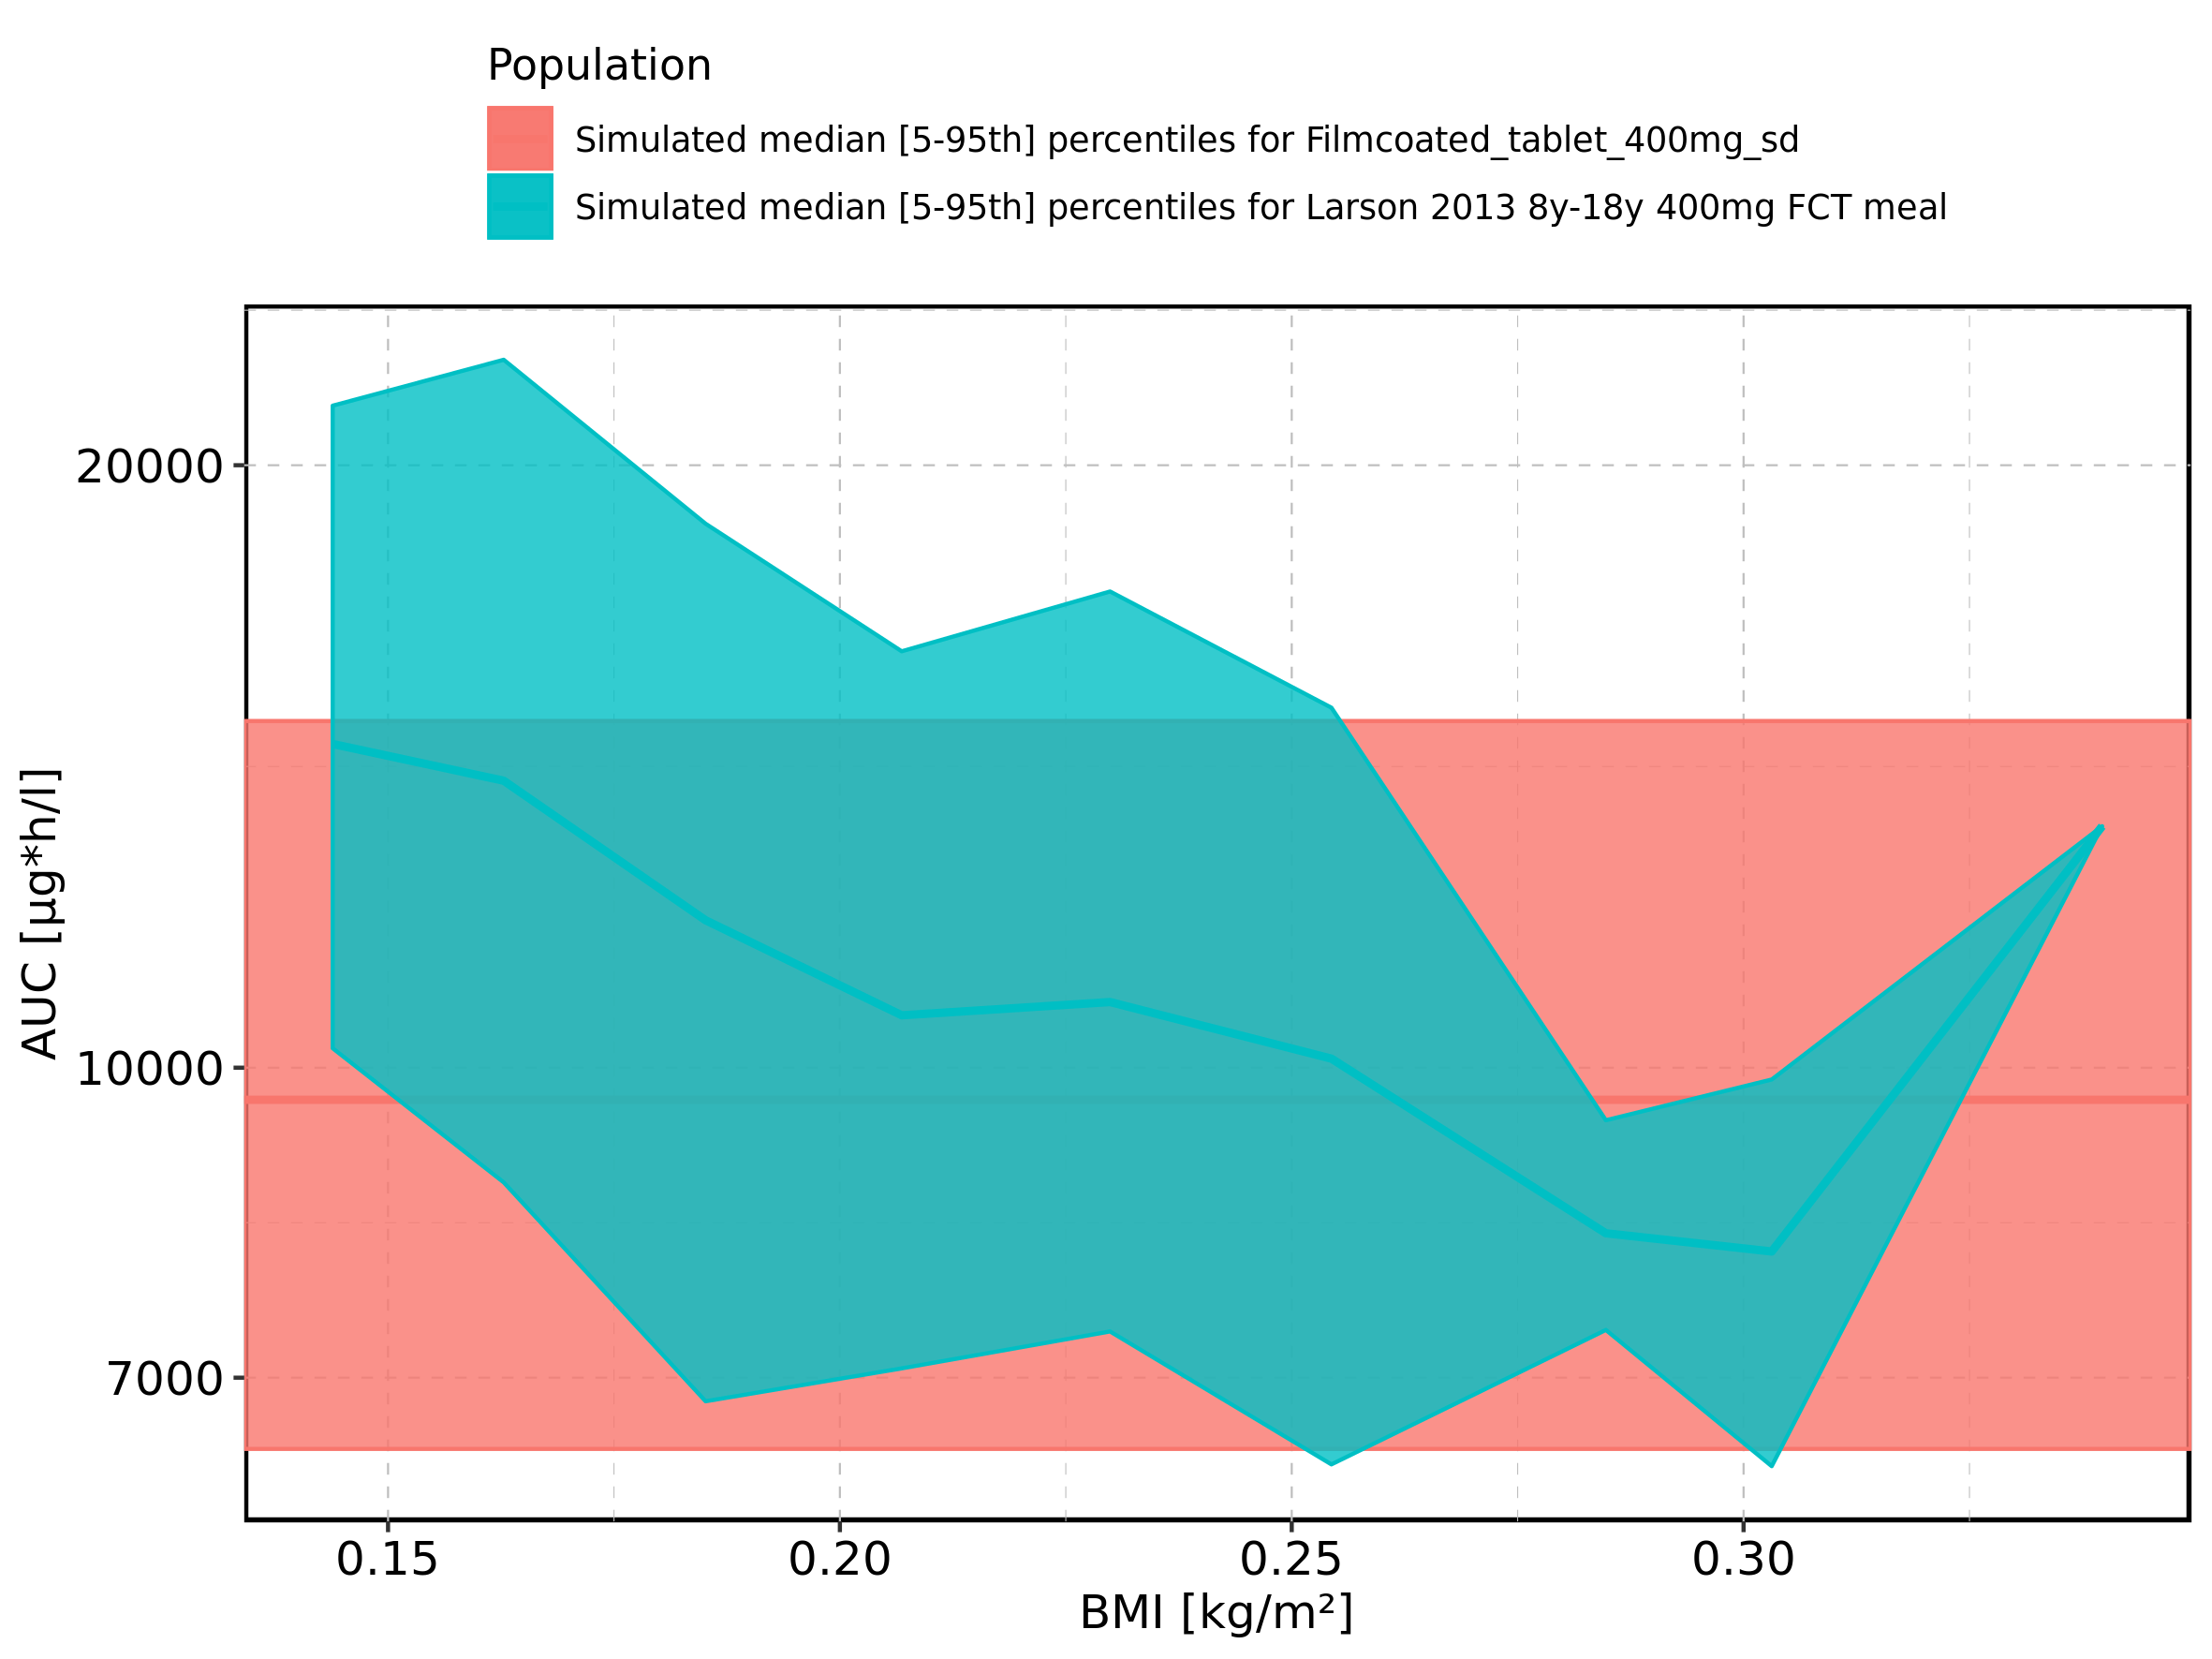 Population
Simulated median [5-95th] percentiles for Filmcoated_tablet_400mg_sd
Simulated median [5-95th] percentiles for Larson 2013 8y-18y 400mg FCT meal
AUC [µg*h/l]
20000
10000
7000
0.15 0.20 0.25 0.30
BMI [kg/m²]